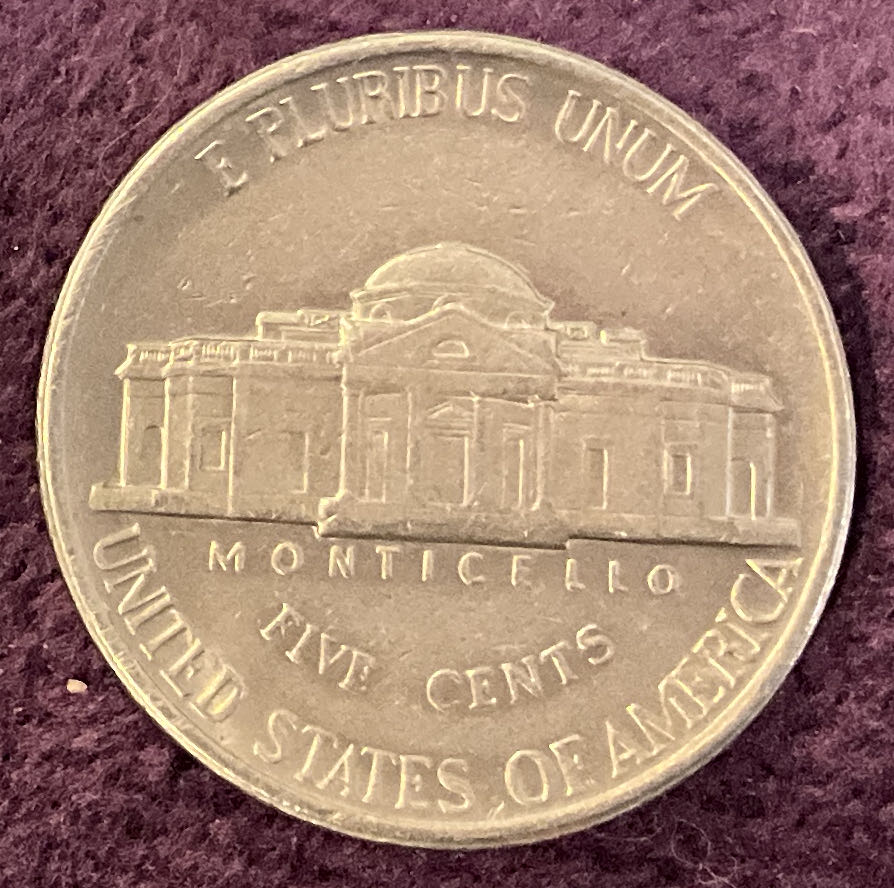 E PLURIBUS UNUM
MONTICELLO
FIVE CENTS
UNITED STATES OF AMERICA